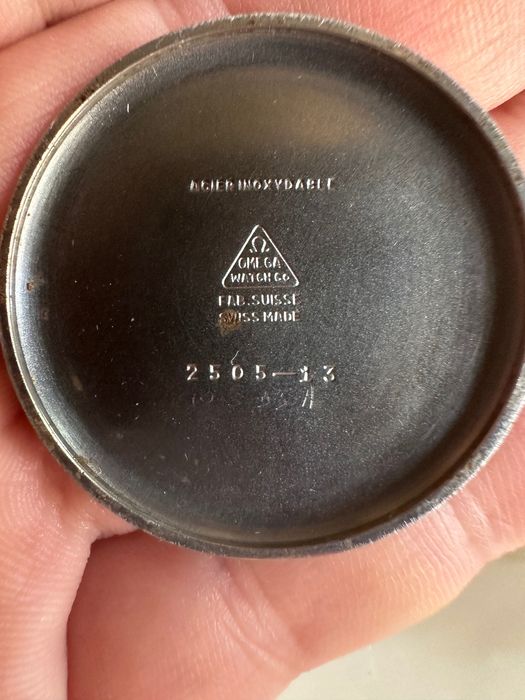 ACIER INOXYDABLE
Ω
OMEGA
WATCH Co
FAB. SUISSE
SWISS MADE
2505-13